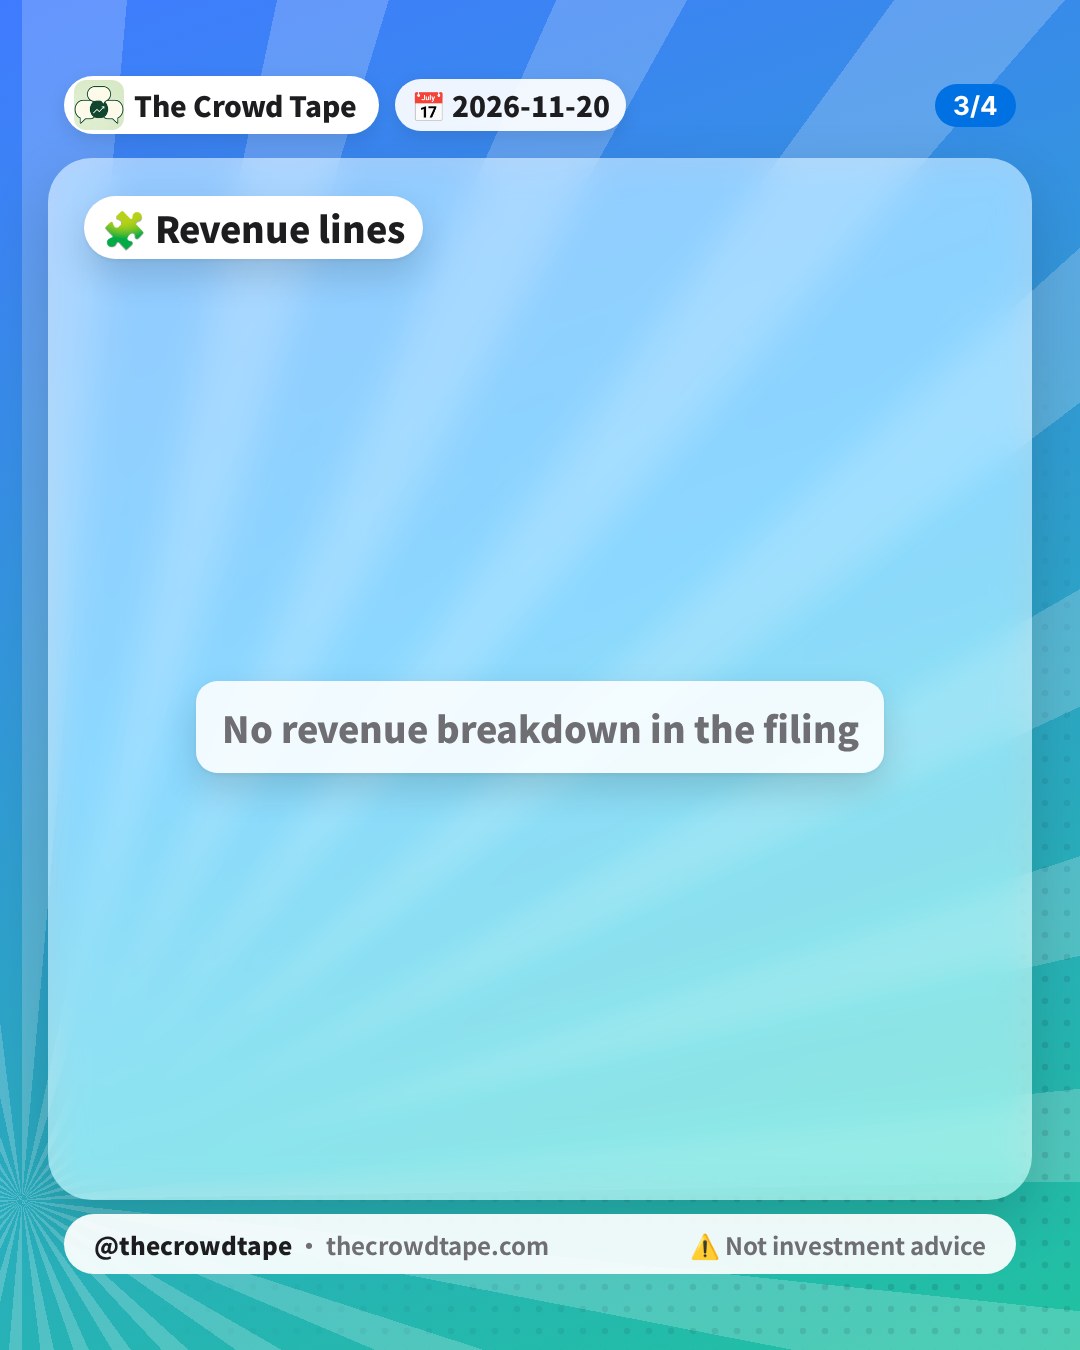 The Crowd Tape
2026-11-20
3/4
Revenue lines
No revenue breakdown in the filing
@thecrowdtape • thecrowdtape.com
Not investment advice